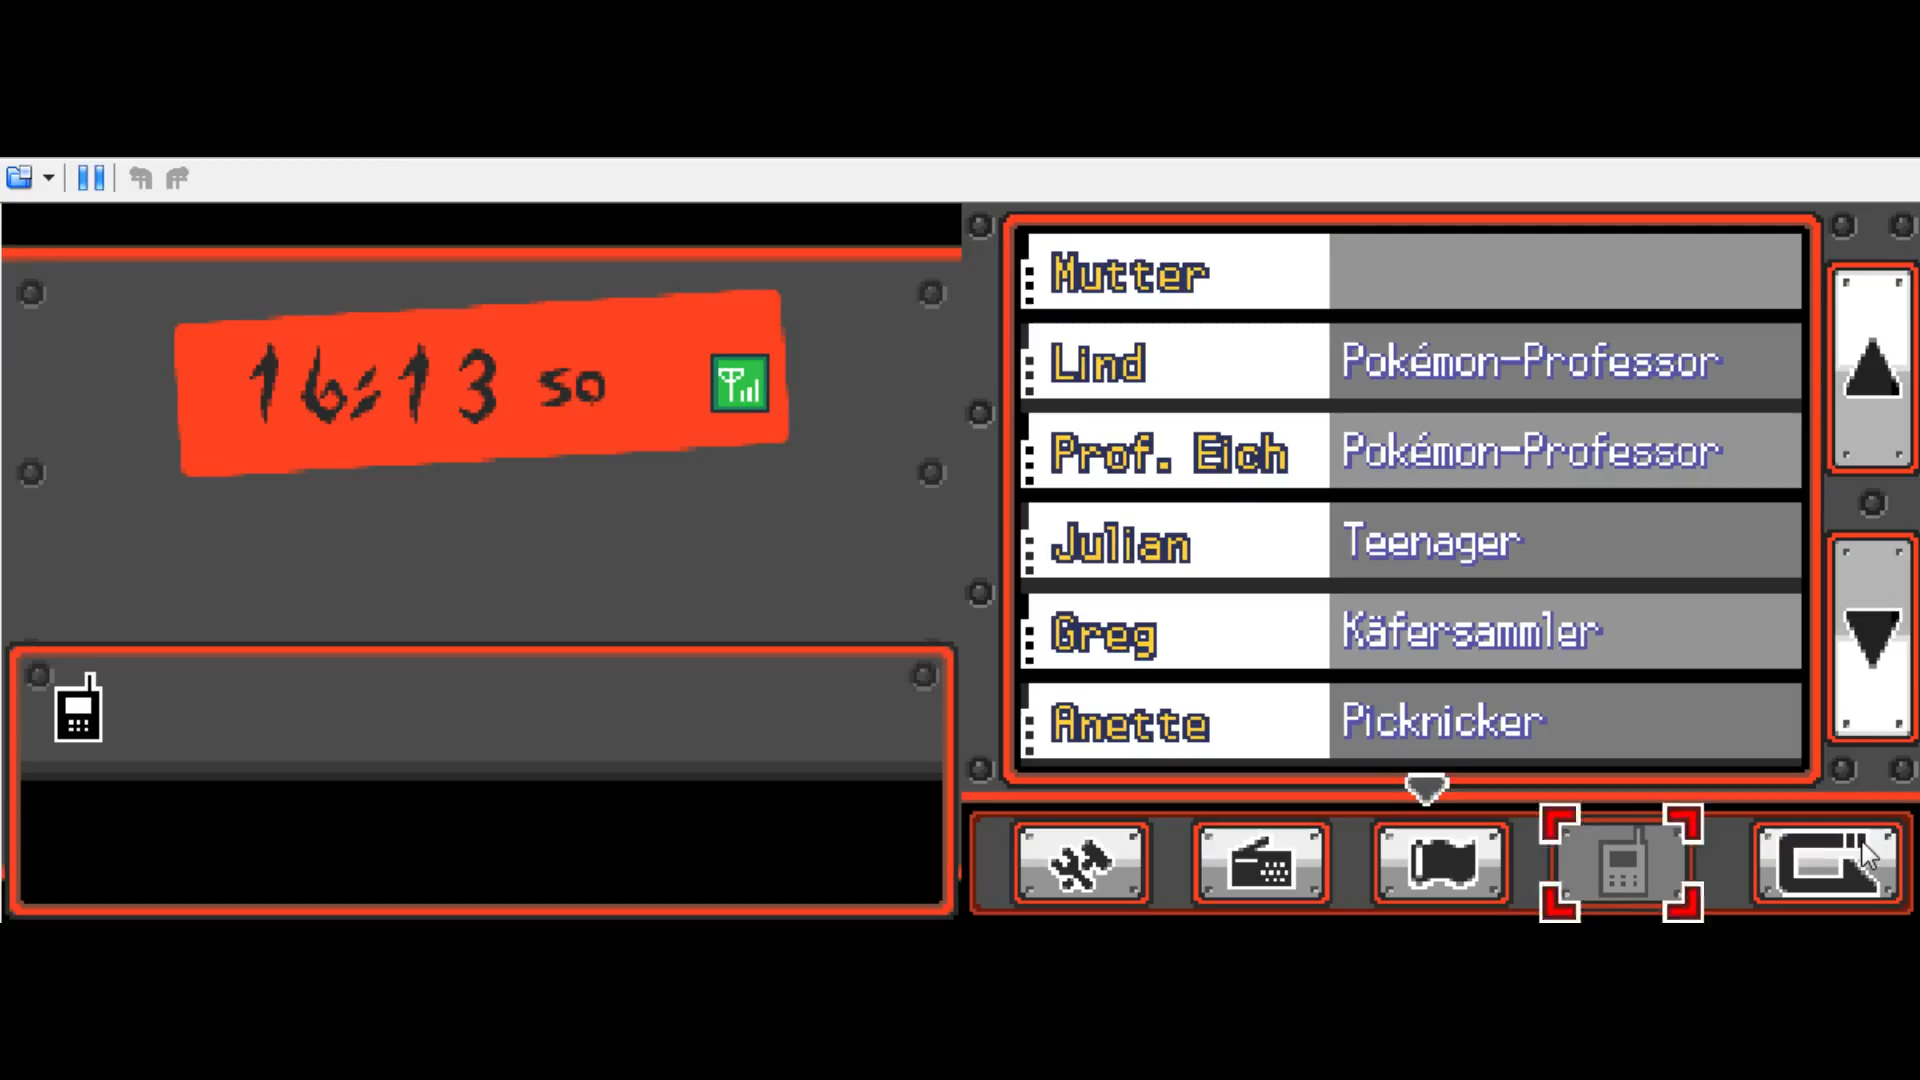 16:13 SO
Mutter
Lind Pokémon-Professor
Prof. Eich Pokémon-Professor
Julian Teenager
Greg Käfersammler
Anette Picknicker